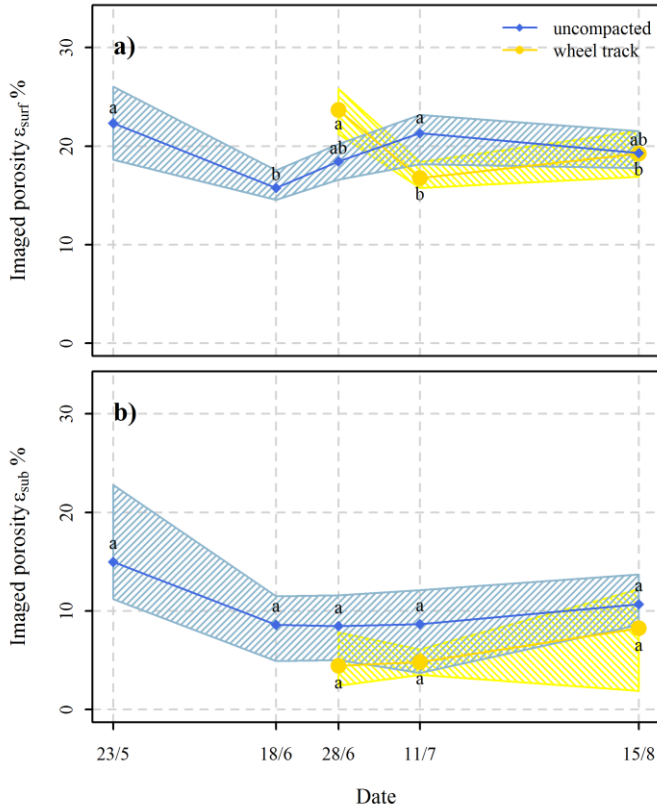 uncompacted
wheel track
a)
Imaged porosity εsurf %
0
10
20
30
a
b
ab
a
ab
a
b
b
b)
Imaged porosity εsub %
0
10
20
30
a
a
a
a
a
a
a
a
23/5
18/6
28/6
11/7
15/8
Date